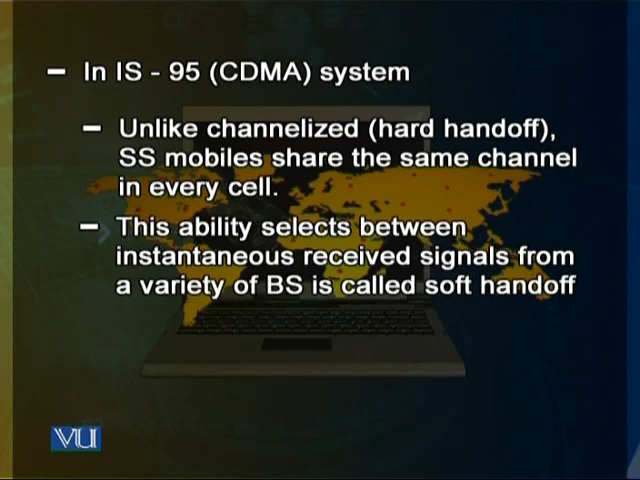 – In IS - 95 (CDMA) system
– Unlike channelized (hard handoff),
SS mobiles share the same channel
in every cell.
– This ability selects between
instantaneous received signals from
a variety of BS is called soft handoff
VU